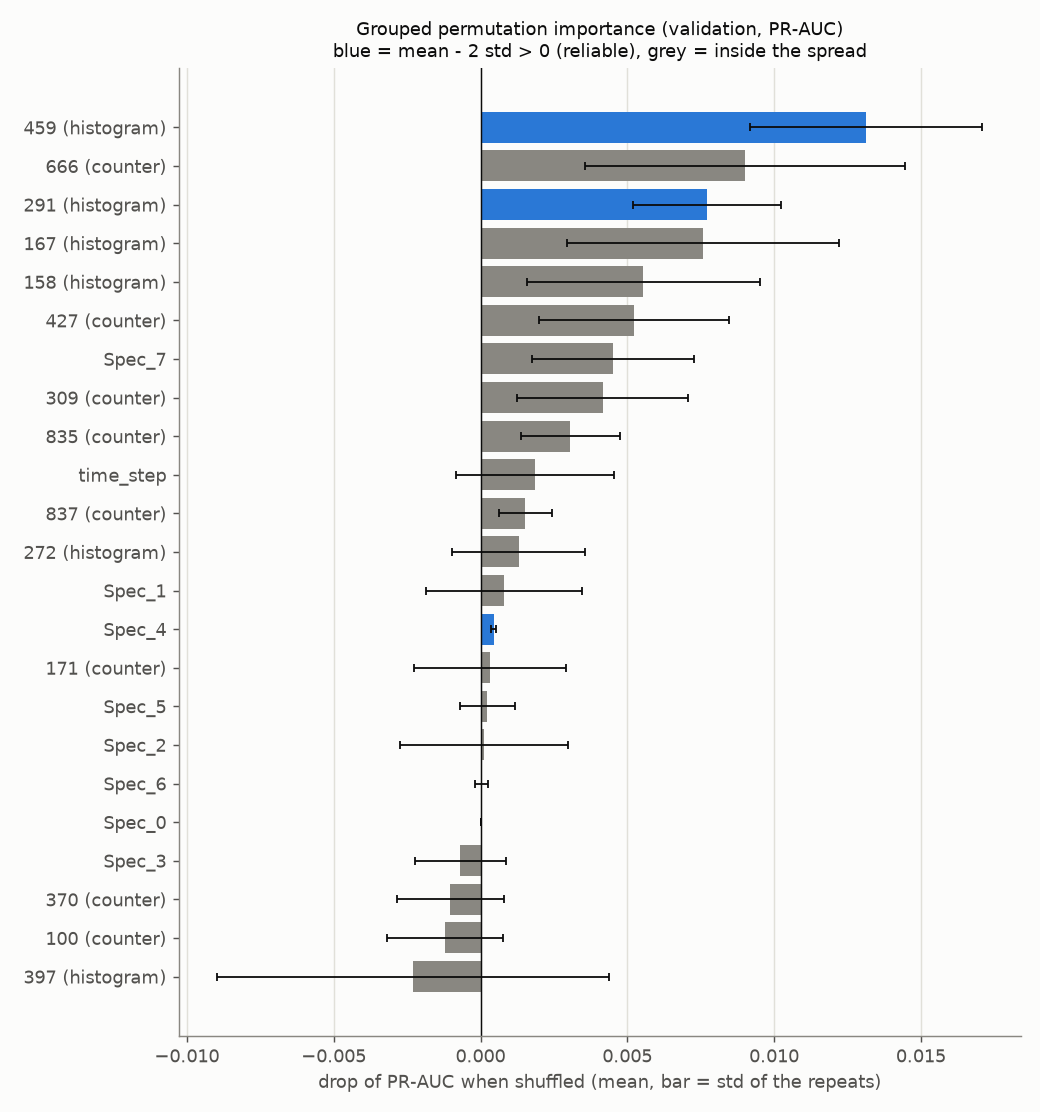 Grouped permutation importance (validation, PR-AUC)
blue = mean - 2 std > 0 (reliable), grey = inside the spread
459 (histogram)
666 (counter)
291 (histogram)
167 (histogram)
158 (histogram)
427 (counter)
Spec_7
309 (counter)
835 (counter)
time_step
837 (counter)
272 (histogram)
Spec_1
Spec_4
171 (counter)
Spec_5
Spec_2
Spec_6
Spec_0
Spec_3
370 (counter)
100 (counter)
397 (histogram)
−0.010 −0.005 0.000 0.005 0.010 0.015
drop of PR-AUC when shuffled (mean, bar = std of the repeats)